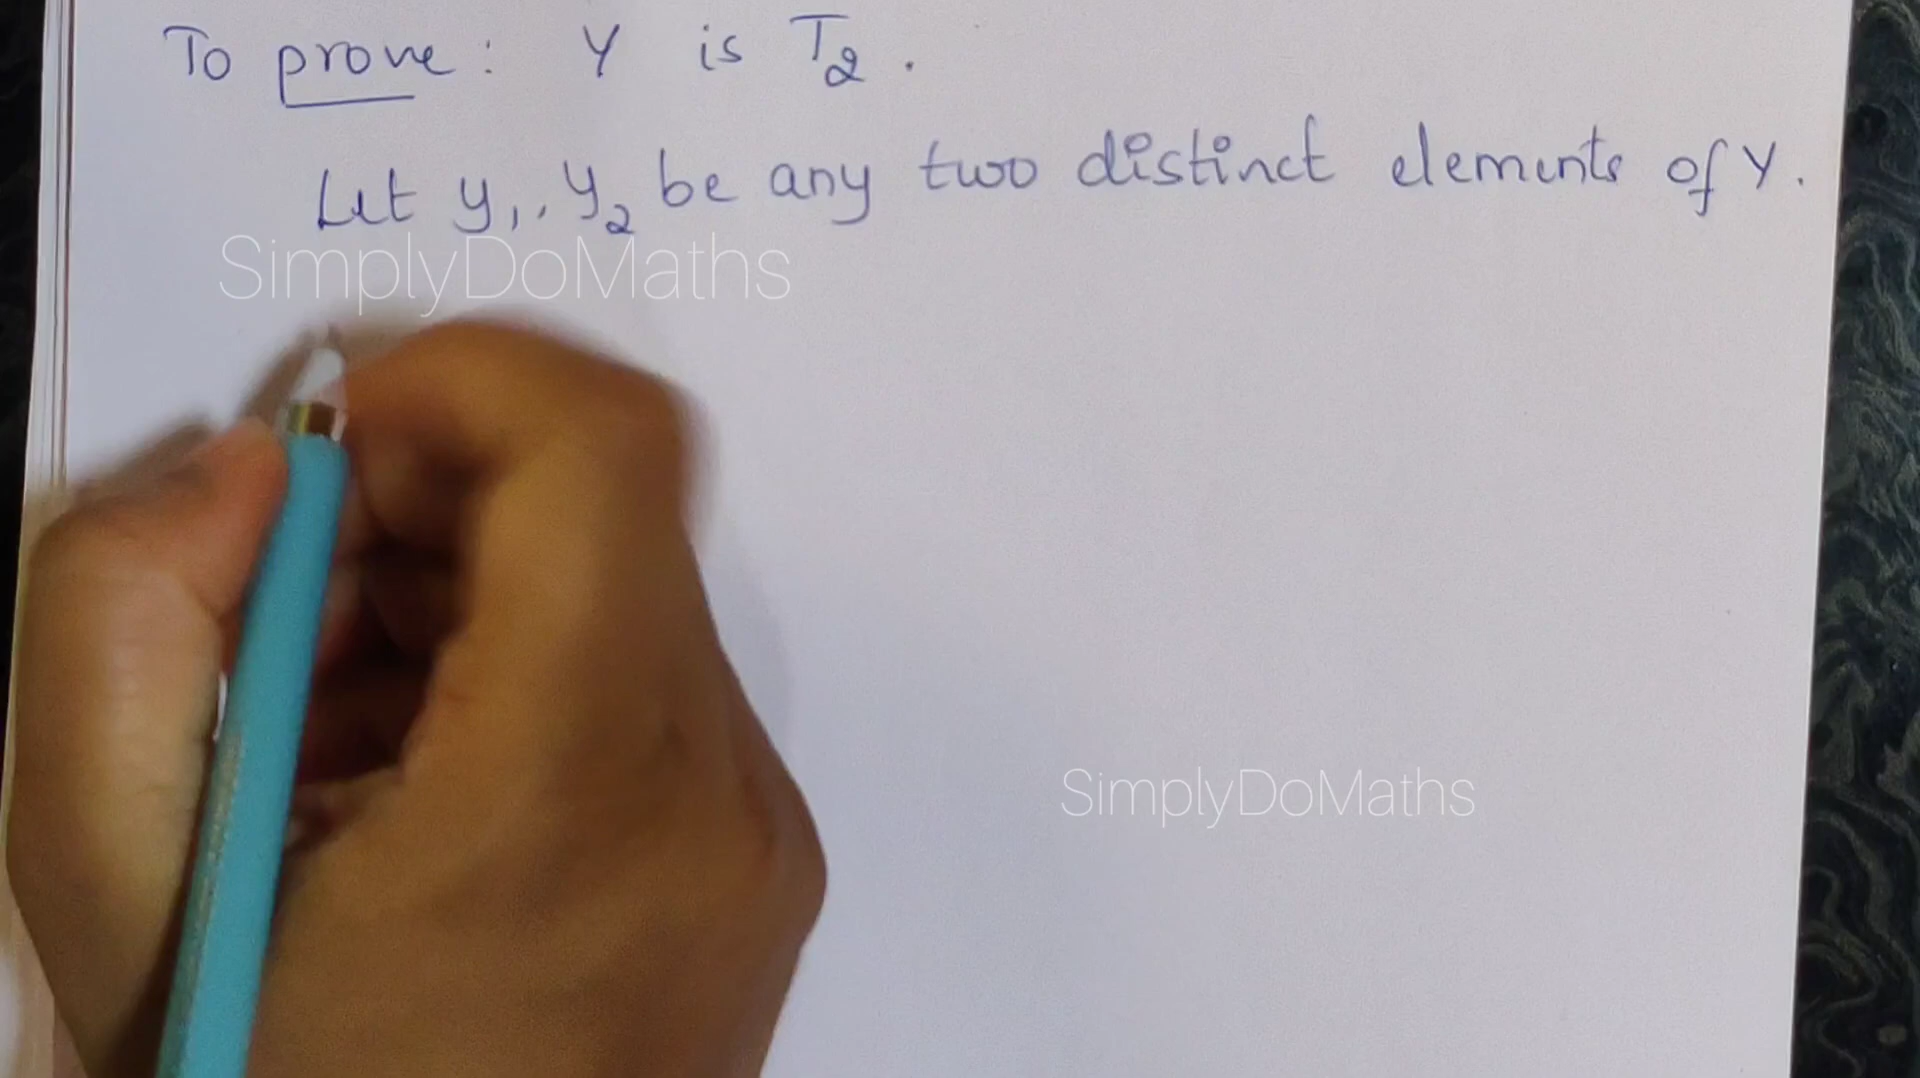 To prove : Y is T₂ .
Let y₁, y₂ be any two distinct elements of Y.
SimplyDoMaths
SimplyDoMaths